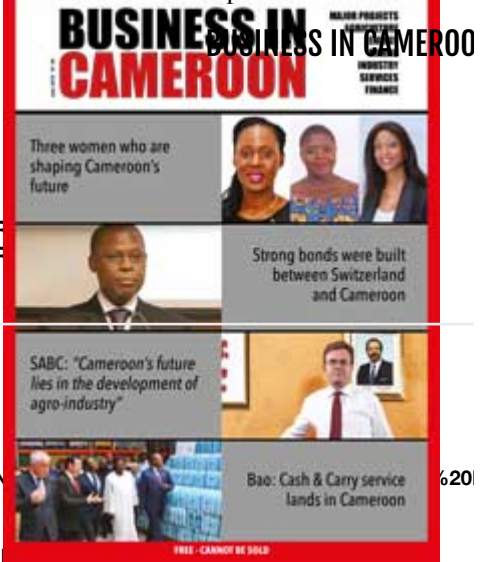 BUSINESS IN
CAMEROON
MAJOR PROJECTS
AGRICULTURE
INDUSTRY
SERVICES
FINANCE
BUSINESS IN CAMEROO
Three women who are
shaping Cameroon's
future
Strong bonds were built
between Switzerland
and Cameroon
SABC: "Cameroon's future
lies in the development of
agro-industry"
Bao: Cash & Carry service
lands in Cameroon
%20
FREE - CANNOT BE SOLD